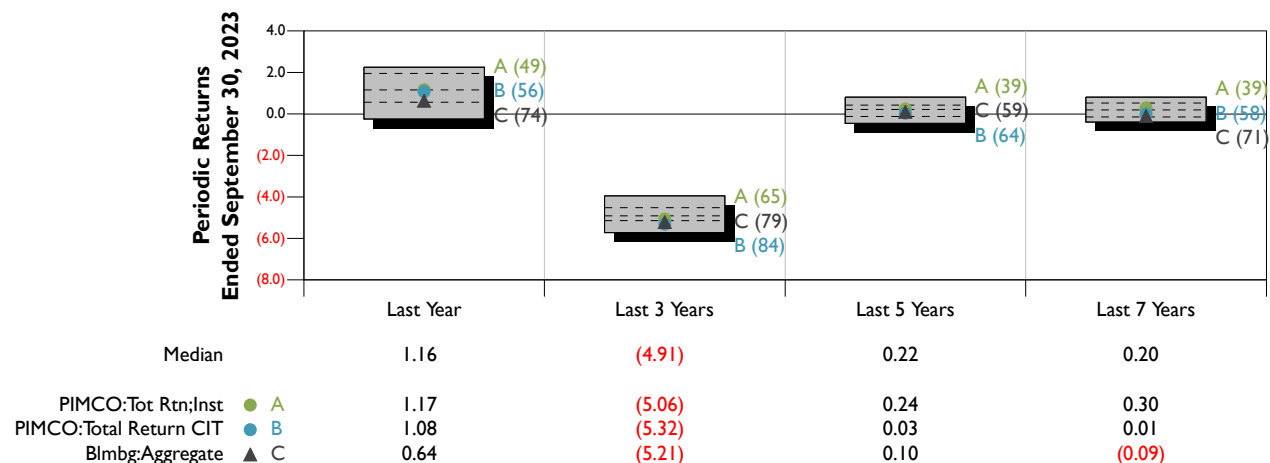 Periodic Returns
Ended September 30, 2023
4.0
2.0
0.0
(2.0)
(4.0)
(6.0)
(8.0)
A (49)
B (56)
C (74)
A (65)
C (79)
B (84)
A (39)
C (59)
B (64)
A (39)
B (58)
C (71)
Last Year Last 3 Years Last 5 Years Last 7 Years
Median 1.16 (4.91) 0.22 0.20
PIMCO:Tot Rtn;Inst A 1.17 (5.06) 0.24 0.30
PIMCO:Total Return CIT B 1.08 (5.32) 0.03 0.01
Blmbg:Aggregate C 0.64 (5.21) 0.10 (0.09)